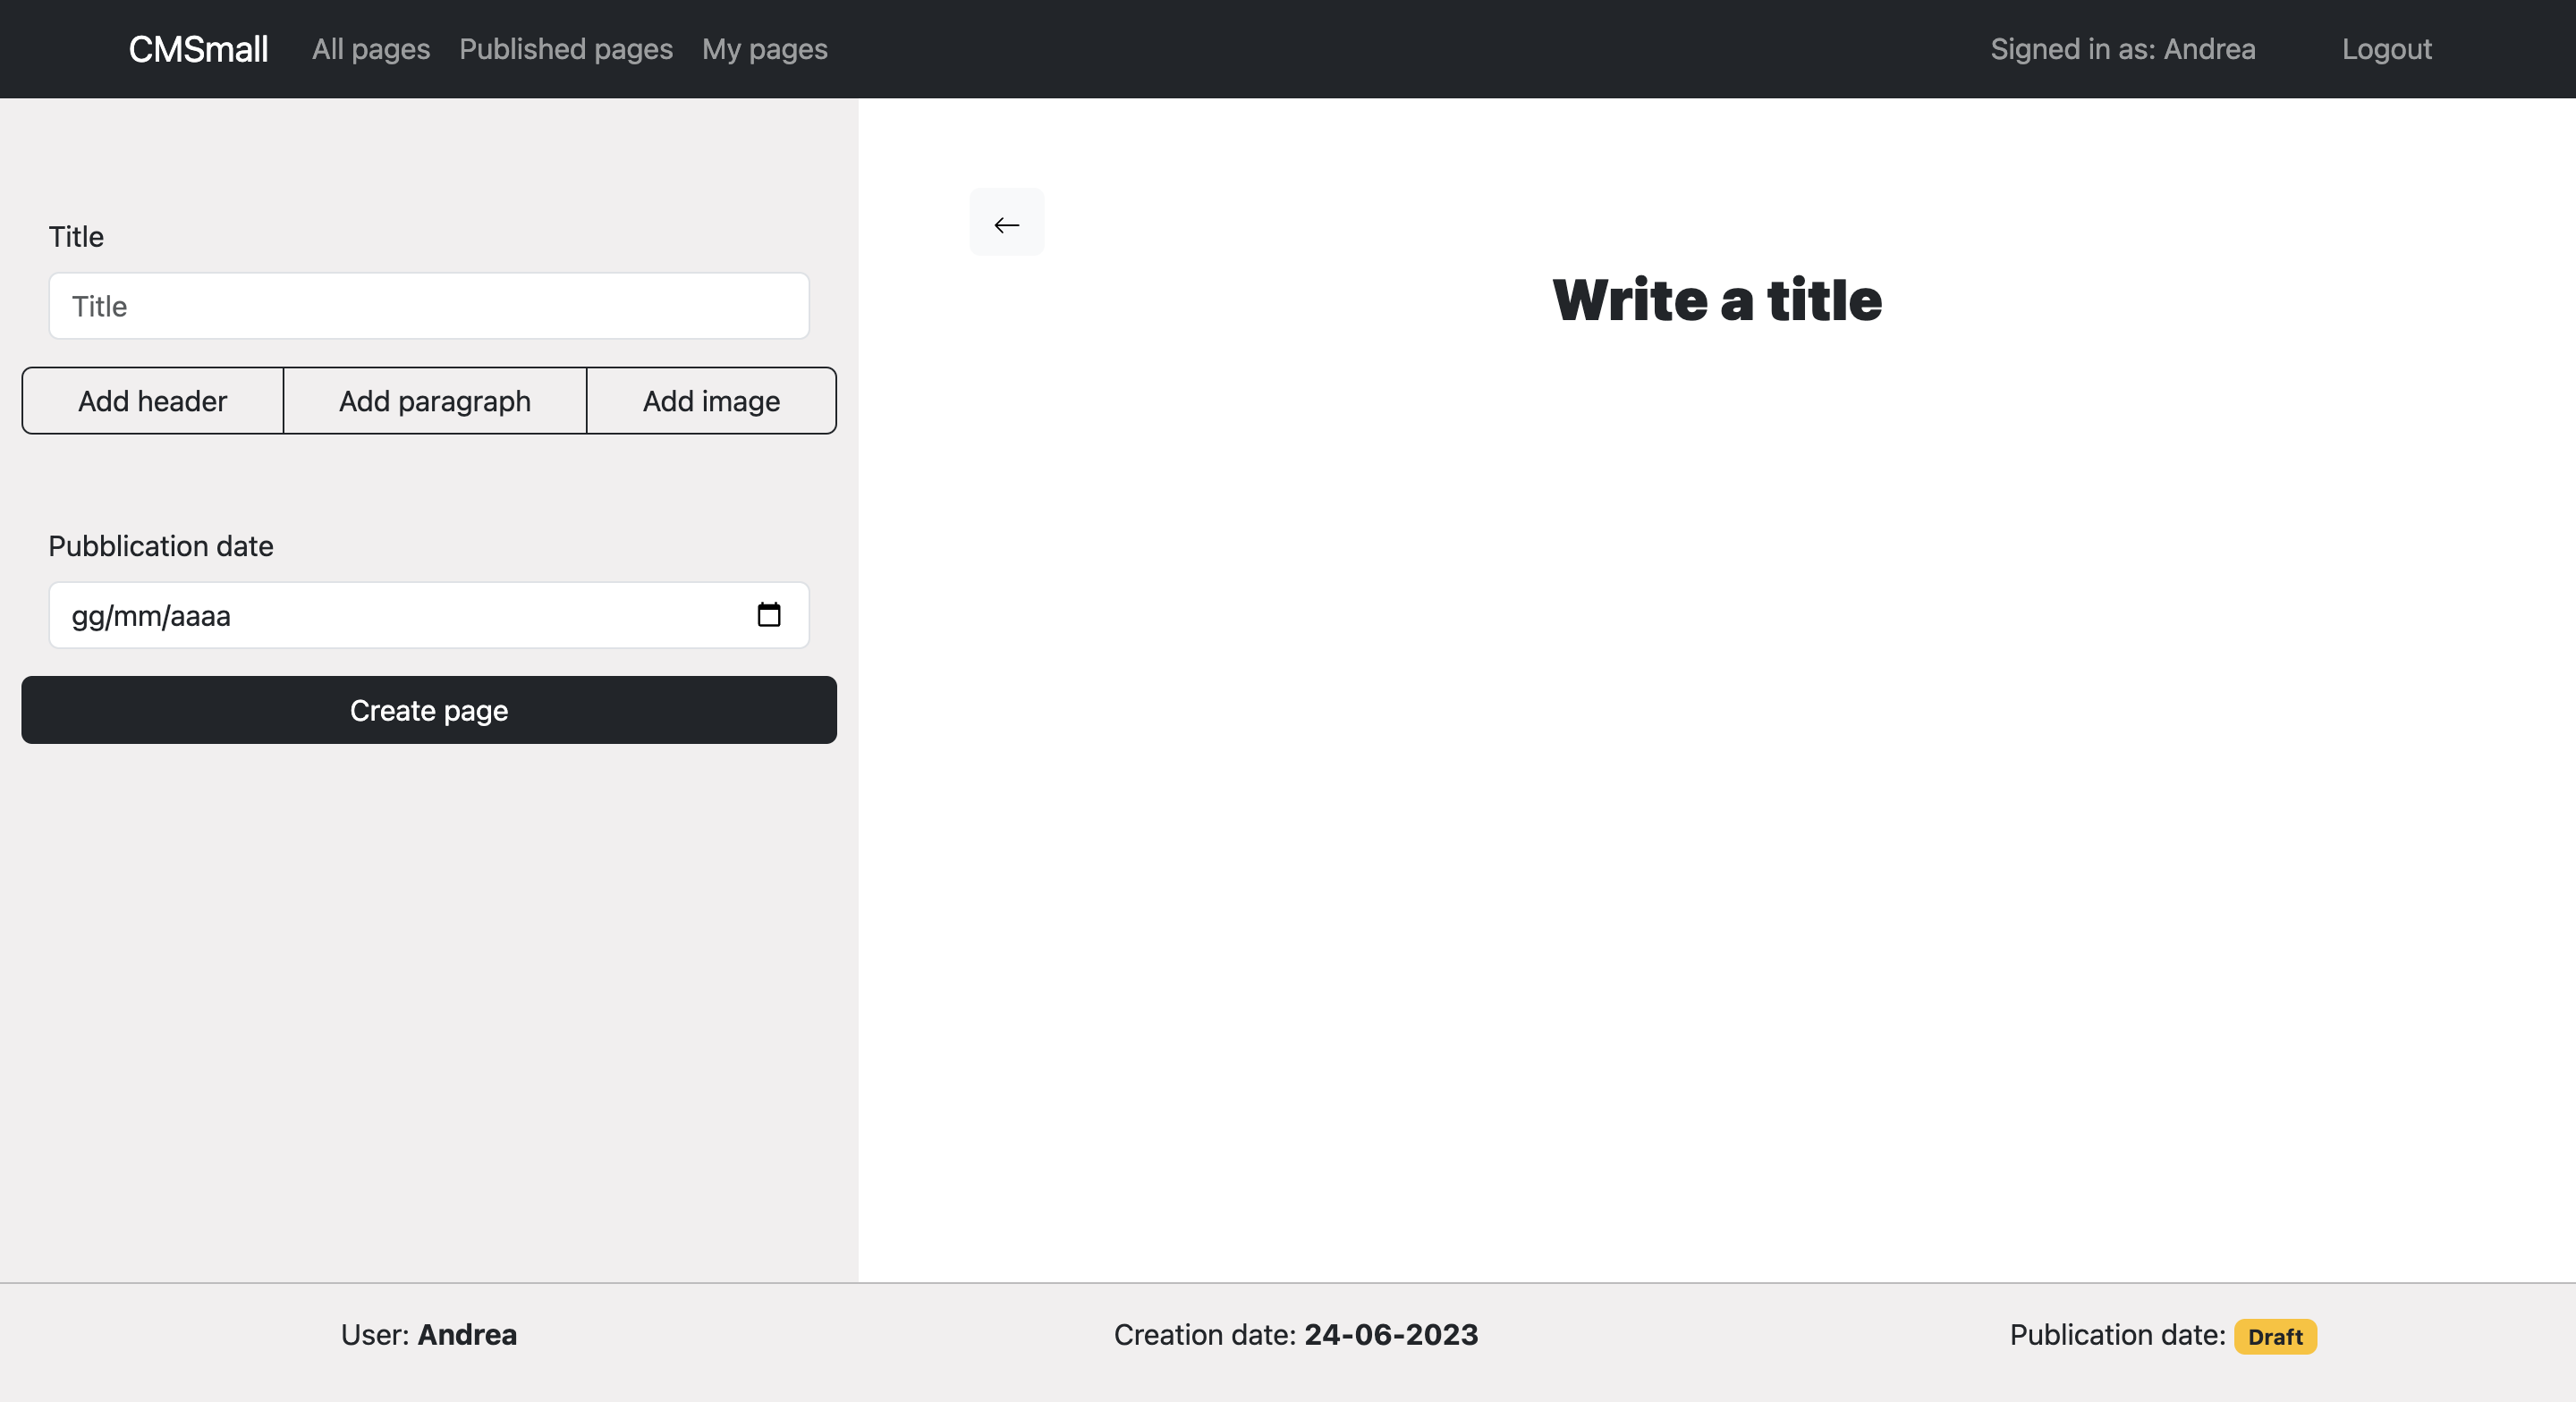 CMSmall All pages Published pages My pages Signed in as: Andrea Logout
Title
Title
Write a title
Add header Add paragraph Add image
Pubblication date
gg/mm/aaaa
Create page
User: Andrea Creation date: 24-06-2023 Publication date: Draft